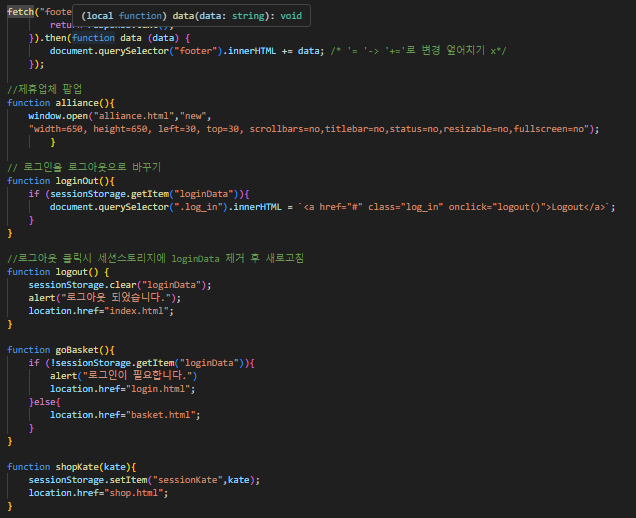 fetch("foote
(local function) data(data: string): void
return
}).then(function data (data) {
document.querySelector("footer").innerHTML += data; /* '= '-> '+='로 변경 엎어치기 x*/
});
//제휴업체 팝업
function alliance(){
window.open("alliance.html","new",
"width=650, height=650, left=30, top=30, scrollbars=no,titlebar=no,status=no,resizable=no,fullscreen=no");
}
// 로그인을 로그아웃으로 바꾸기
function loginOut(){
if (sessionStorage.getItem("loginData")){
document.querySelector(".log_in").innerHTML = `<a href="#" class="log_in" onclick="logout()">Logout</a>`;
}
}
//로그아웃 클릭시 세션스토리지에 loginData 제거 후 새로고침
function logout() {
sessionStorage.clear("loginData");
alert("로그아웃 되었습니다.");
location.href="index.html";
}
function goBasket(){
if (!sessionStorage.getItem("loginData")){
alert("로그인이 필요합니다.")
location.href="login.html";
}else{
location.href="basket.html";
}
}
function shopKate(kate){
sessionStorage.setItem("sessionKate",kate);
location.href="shop.html";
}